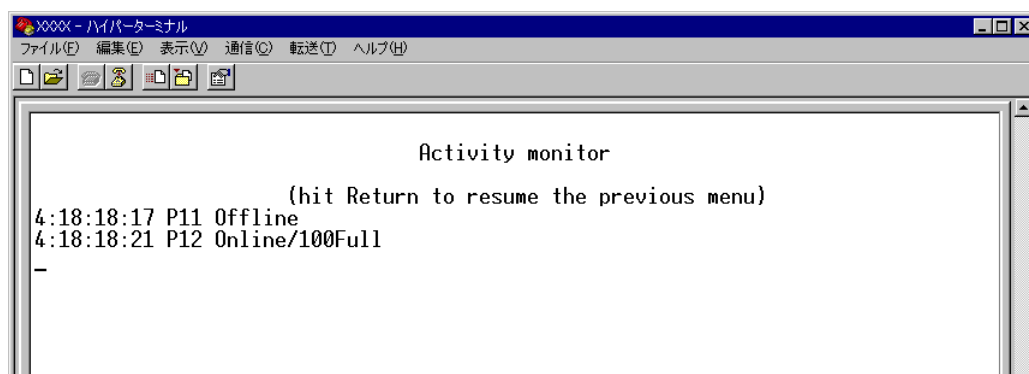 XXXX - ハイパーターミナル
ファイル(F) 編集(E) 表示(V) 通信(C) 転送(T) ヘルプ(H)
Activity monitor
(hit Return to resume the previous menu)
4:18:18:17 P11 Offline
4:18:18:21 P12 Online/100Full